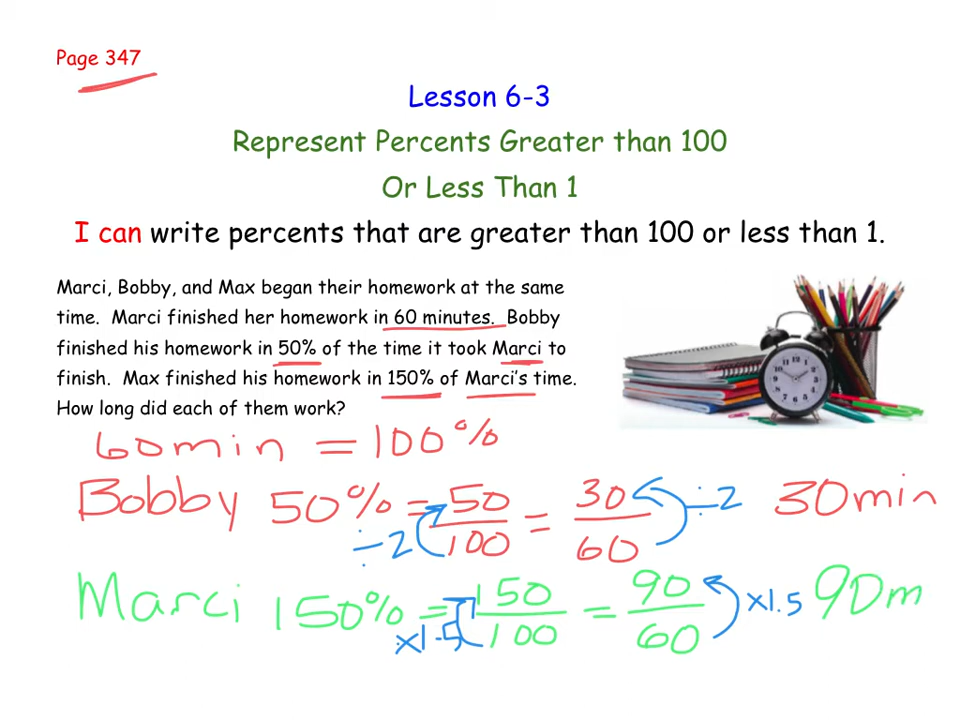 Page 347
Lesson 6-3
Represent Percents Greater than 100
Or Less Than 1
I can write percents that are greater than 100 or less than 1.
Marci, Bobby, and Max began their homework at the same
time. Marci finished her homework in 60 minutes. Bobby
finished his homework in 50% of the time it took Marci to
finish. Max finished his homework in 150% of Marci's time.
How long did each of them work?
60min = 100%
Bobby 50% = 50/100 = 30/60 ÷2 30min
÷2
Marci 150% = 150/100 = 90/60 x1.5 90m
x1.5